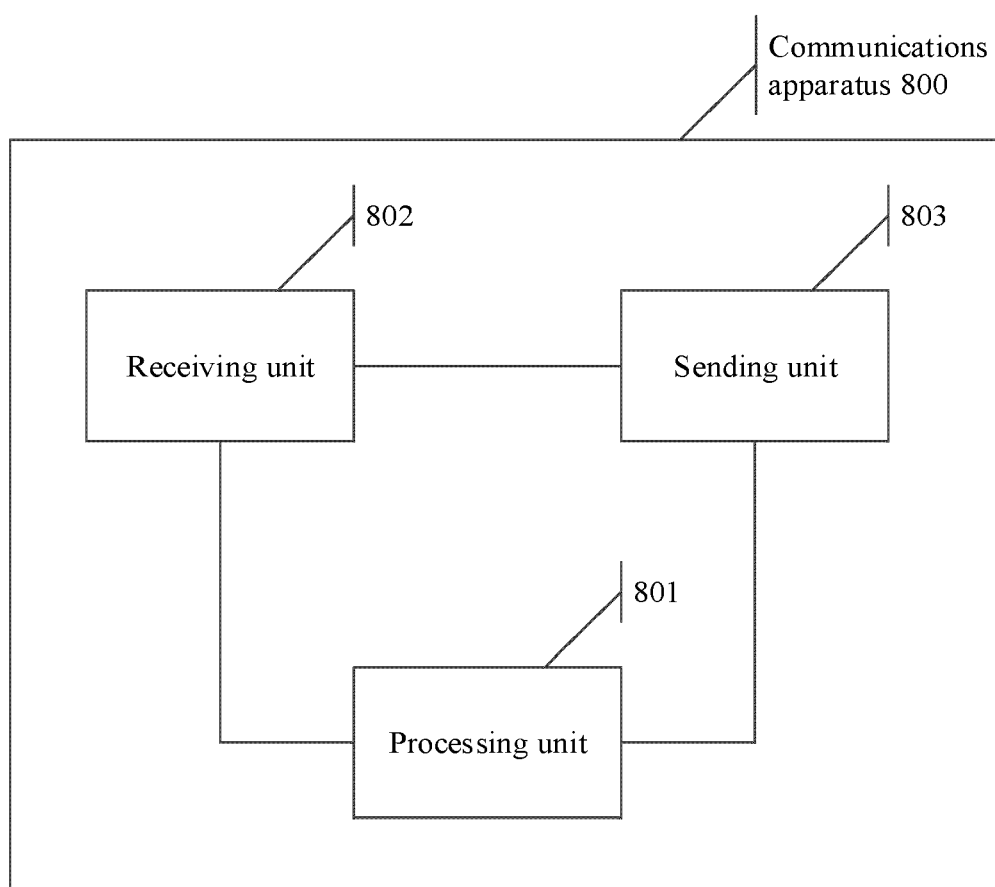 Communications
apparatus 800
802
803
Receiving unit
Sending unit
801
Processing unit